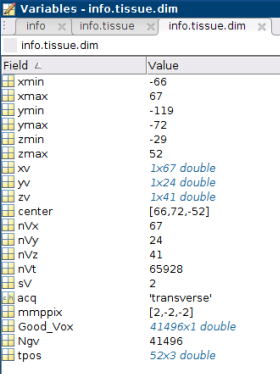 Variables - info.tissue.dim
info × info.tissue × info.tissue.dim ×
info.tissue.dim
Field Value
xmin -66
xmax 67
ymin -119
ymax -72
zmin -29
zmax 52
xv 1x67 double
yv 1x24 double
zv 1x41 double
center [66,72,-52]
nVx 67
nVy 24
nVz 41
nVt 65928
sV 2
acq 'transverse'
mmppix [2,-2,-2]
Good_Vox 41496x1 double
Ngv 41496
tpos 52x3 double